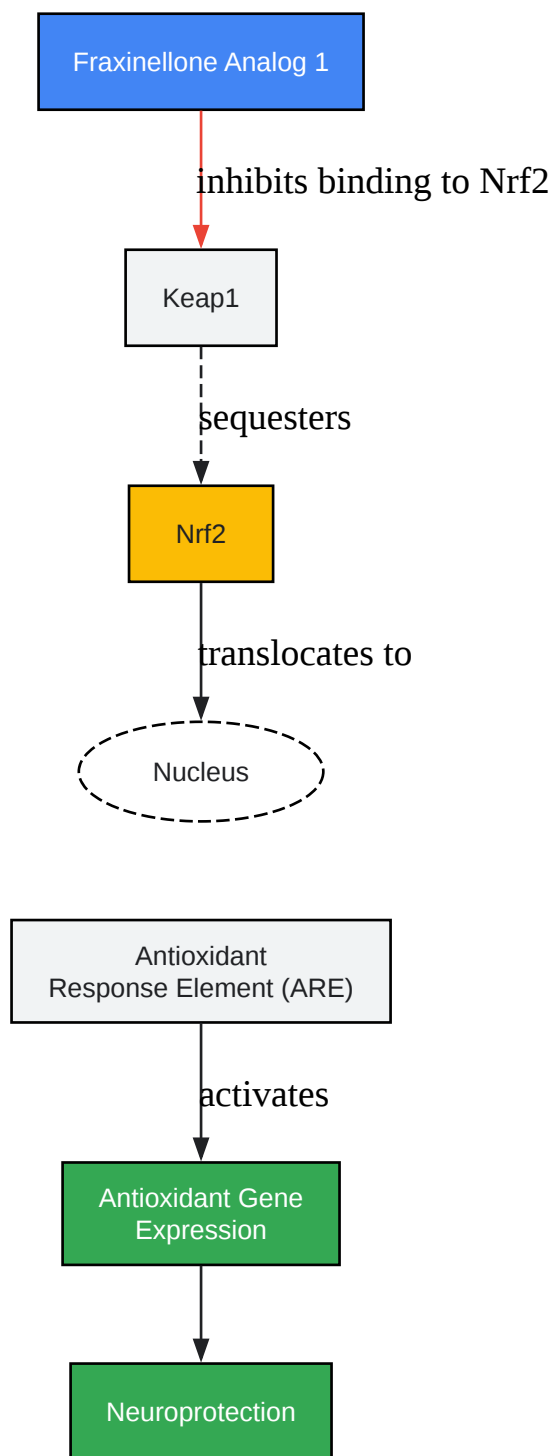 Fraxinellone Analog 1
inhibits binding to Nrf2
Keap1
sequesters
Nrf2
translocates to
Nucleus
Antioxidant
Response Element (ARE)
activates
Antioxidant Gene
Expression
Neuroprotection